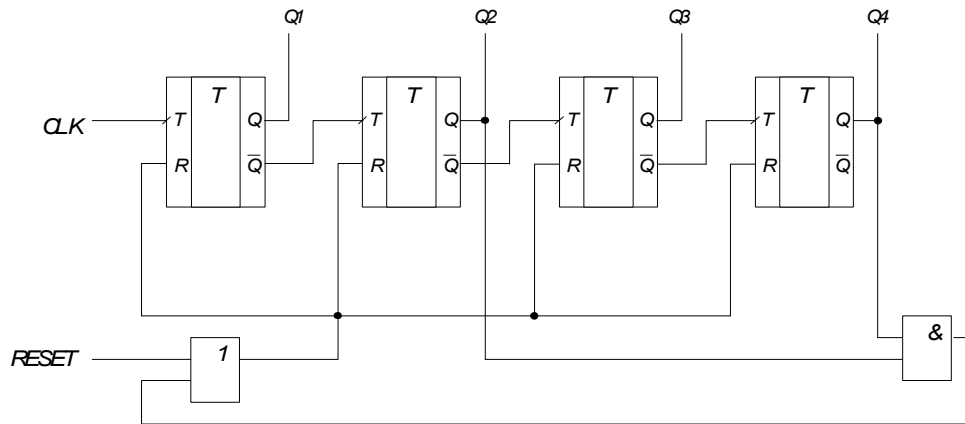 Q1 Q2 Q3 Q4
T T T T
CLK T Q T Q T Q T Q
R Q̅ R Q̅ R Q̅ R Q̅
&
RESET 1